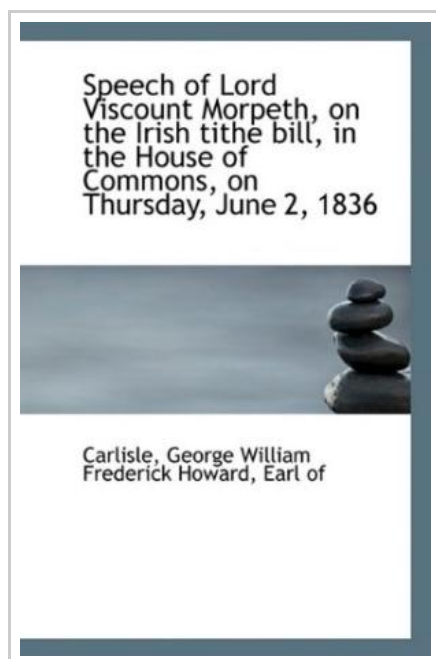 Speech of Lord
Viscount Morpeth, on
the Irish tithe bill, in
the House of
Commons, on
Thursday, June 2, 1836
Carlisle, George William
Frederick Howard, Earl of